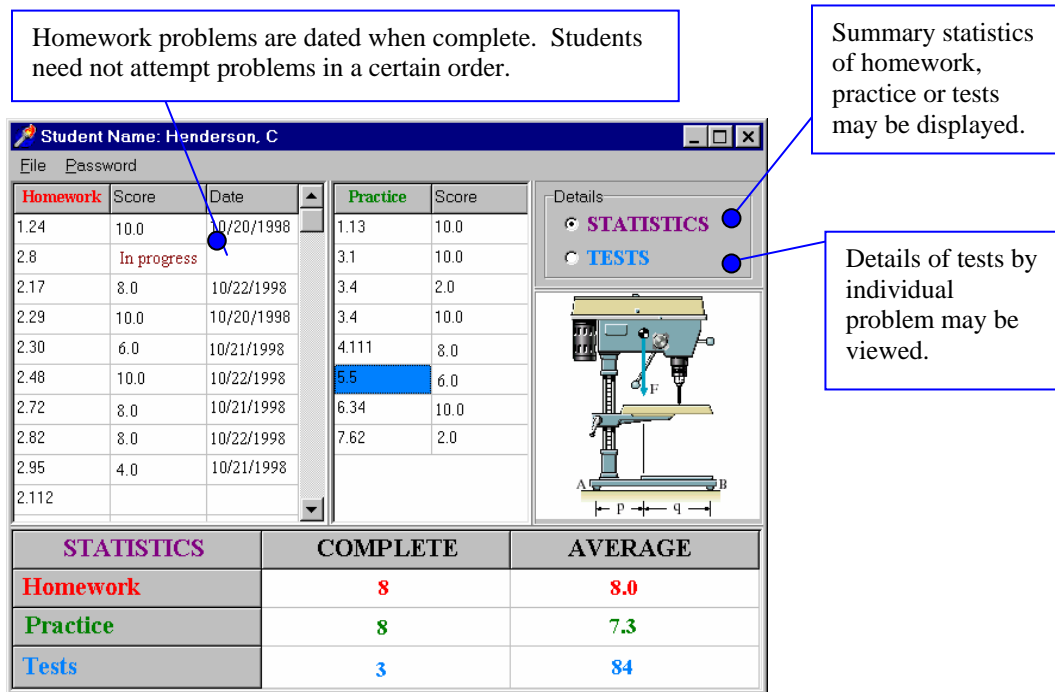 Homework problems are dated when complete. Students
need not attempt problems in a certain order.
Summary statistics
of homework,
practice or tests
may be displayed.
Student Name: Henderson, C
File Password
Homework Score Date
1.24 10.0 10/20/1998
2.8 In progress
2.17 8.0 10/22/1998
2.29 10.0 10/20/1998
2.30 6.0 10/21/1998
2.48 10.0 10/22/1998
2.72 8.0 10/21/1998
2.82 8.0 10/22/1998
2.95 4.0 10/21/1998
2.112
Practice Score
1.13 10.0
3.1 10.0
3.4 2.0
3.4 10.0
4.111 8.0
5.5 6.0
6.34 10.0
7.62 2.0
Details
STATISTICS
TESTS
Details of tests by
individual
problem may be
viewed.
F
A B
p q
STATISTICS COMPLETE AVERAGE
Homework 8 8.0
Practice 8 7.3
Tests 3 84